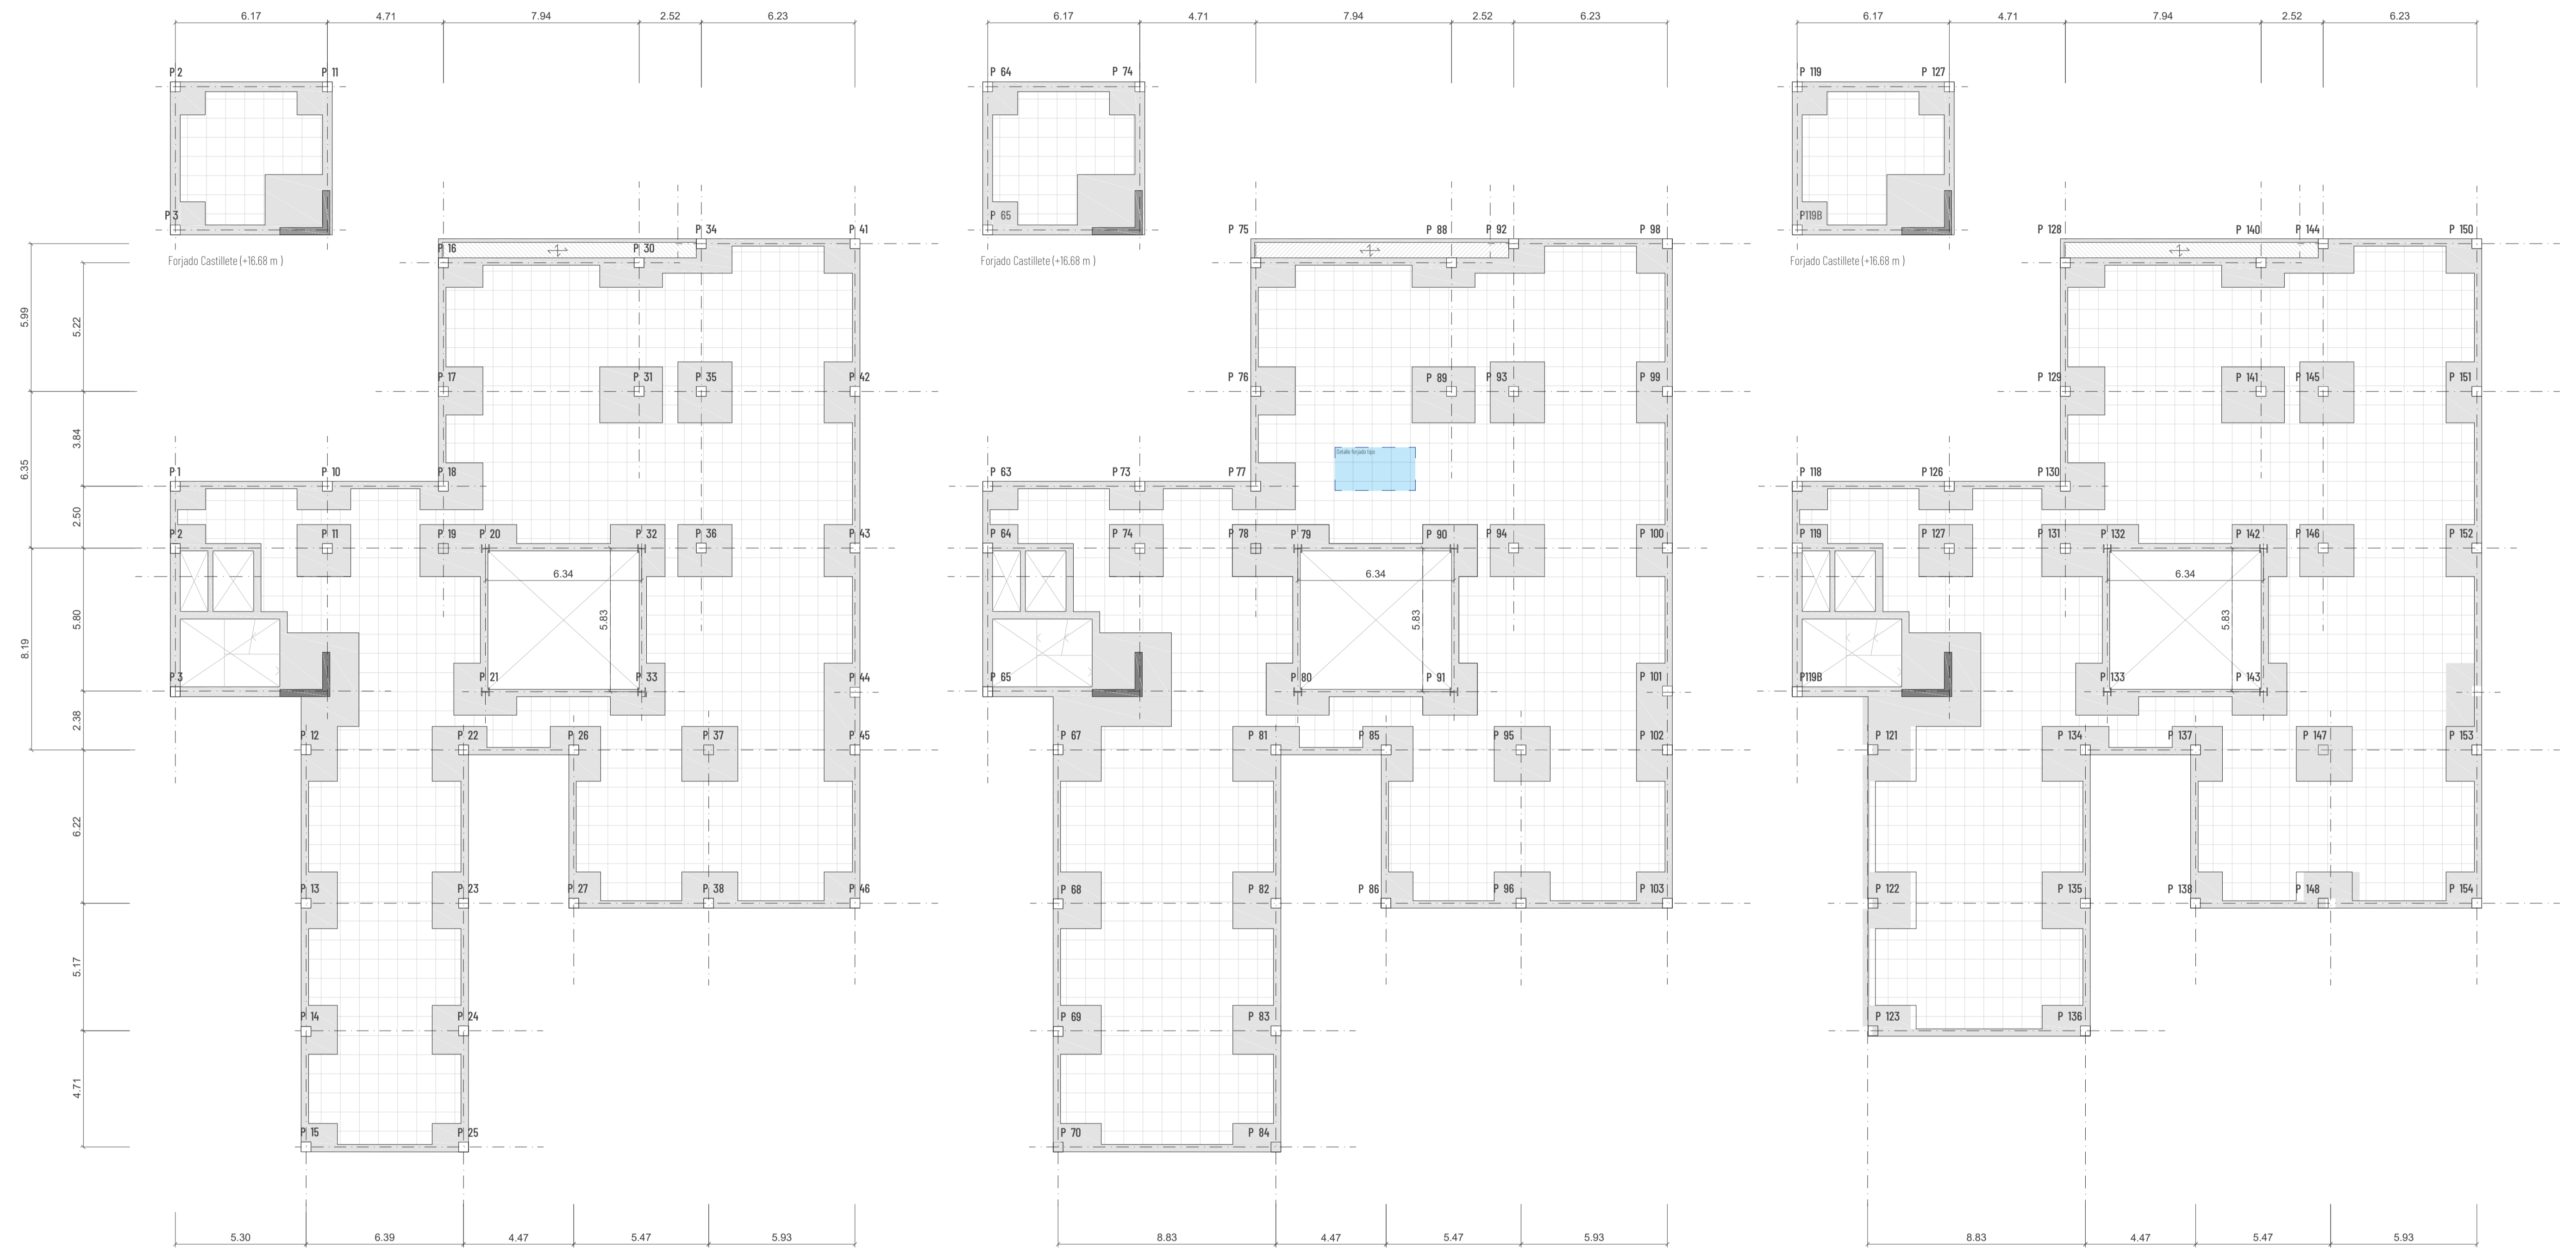 6.17 4.71 7.94 2.52 6.23 6.17 4.71 7.94 2.52 6.23 6.17 4.71 7.94 2.52 6.23
P 2 P 11 P 64 P 74 P 119 P 127
P 3 P 65 P119B
P 34 P 41 P 75 P 88 P 92 P 98 P 128 P 140 P 144 P 150
P 16 P 30
Forjado Castillete (+16.68 m ) Forjado Castillete (+16.68 m ) Forjado Castillete (+16.68 m )
5.99 5.22
P 17 P 31 P 35 P 42 P 76 P 89 P 93 P 99 P 129 P 141 P 145 P 151
3.84
Detalle forjado tipo
6.35
P 1 P 10 P 18 P 63 P 73 P 77 P 118 P 126 P 130
2.50
P 2 P 11 P 19 P 20 P 32 P 36 P 43 P 64 P 74 P 78 P 79 P 90 P 94 P 100 P 119 P 127 P 131 P 132 P 142 P 146 P 152
6.34 6.34 6.34
5.80 5.83 5.83 5.83
8.19
P 3 P 21 P 33 P 44 P 65 P 80 P 91 P 101 P119B P 133 P 143
2.38
P 12 P 22 P 26 P 37 P 45 P 67 P 81 P 85 P 95 P 102 P 121 P 134 P 137 P 147 P 153
6.22
P 13 P 23 P 27 P 38 P 46 P 68 P 82 P 86 P 96 P 103 P 122 P 135 P 138 P 148 P 154
5.17
P 14 P 24 P 69 P 83 P 123 P 136
4.71
P 15 P 25 P 70 P 84
5.30 6.39 4.47 5.47 5.93 8.83 4.47 5.47 5.93 8.83 4.47 5.47 5.93